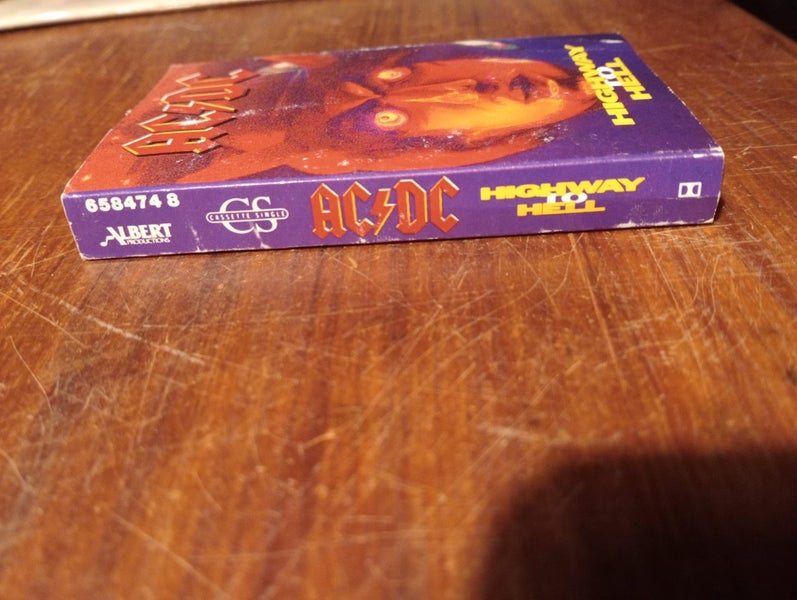 AC/DC
HIGHWAY
TO
HELL
658474 8
ALBERT
PRODUCTIONS
CS
CASSETTE SINGLE
AC/DC
HIGHWAY
TO
HELL